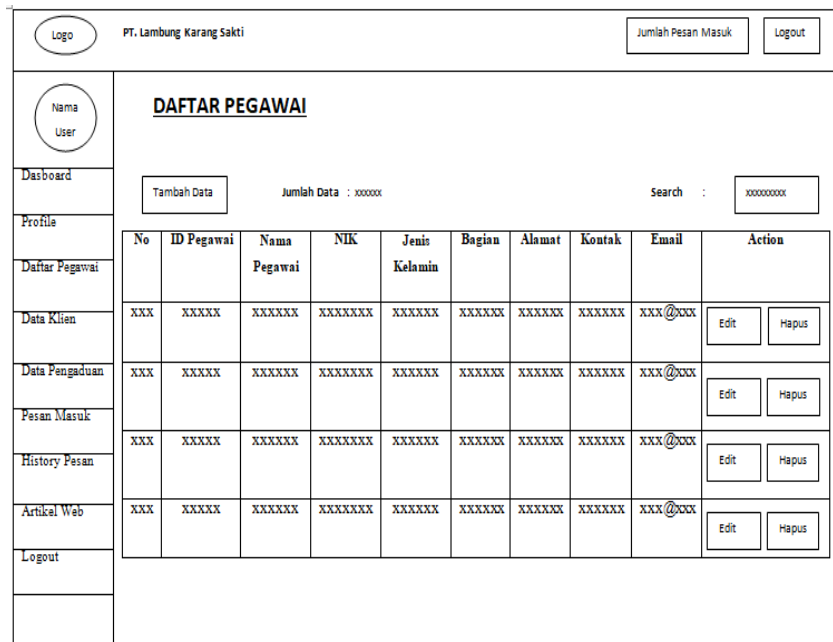 Logo
PT. Lambung Karang Sakti
Jumlah Pesan Masuk
Logout
Nama
User
DAFTAR PEGAWAI
Dasboard
Profile
Daftar Pegawai
Data Klien
Data Pengaduan
Pesan Masuk
History Pesan
Artikel Web
Logout
Tambah Data
Jumlah Data : xxxxxx
Search : xxxxxxxxx
No ID Pegawai Nama Pegawai NIK Jenis Kelamin Bagian Alamat Kontak Email Action
xxx xxxxx xxxxxx xxxxxxx xxxxxx xxxxxx xxxxxx xxxxxx xxx@xxx Edit Hapus
xxx xxxxx xxxxxx xxxxxxx xxxxxx xxxxxx xxxxxx xxxxxx xxx@xxx Edit Hapus
xxx xxxxx xxxxxx xxxxxxx xxxxxx xxxxxx xxxxxx xxxxxx xxx@xxx Edit Hapus
xxx xxxxx xxxxxx xxxxxxx xxxxxx xxxxxx xxxxxx xxxxxx xxx@xxx Edit Hapus